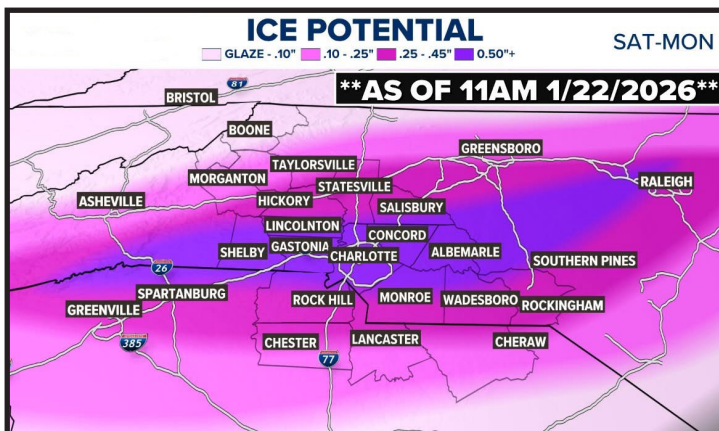 ICE POTENTIAL
SAT-MON
GLAZE - .10" .10 - .25" .25 - .45" 0.50"+
**AS OF 11AM 1/22/2026**
81
BRISTOL
BOONE
GREENSBORO
TAYLORSVILLE
MORGANTON
STATESVILLE
RALEIGH
ASHEVILLE
HICKORY
SALISBURY
LINCOLNTON
CONCORD
SHELBY
GASTONIA
CHARLOTTE
ALBEMARLE
SOUTHERN PINES
26
SPARTANBURG
ROCK HILL
MONROE
WADESBORO
ROCKINGHAM
GREENVILLE
385
CHESTER
LANCASTER
CHERAW
77